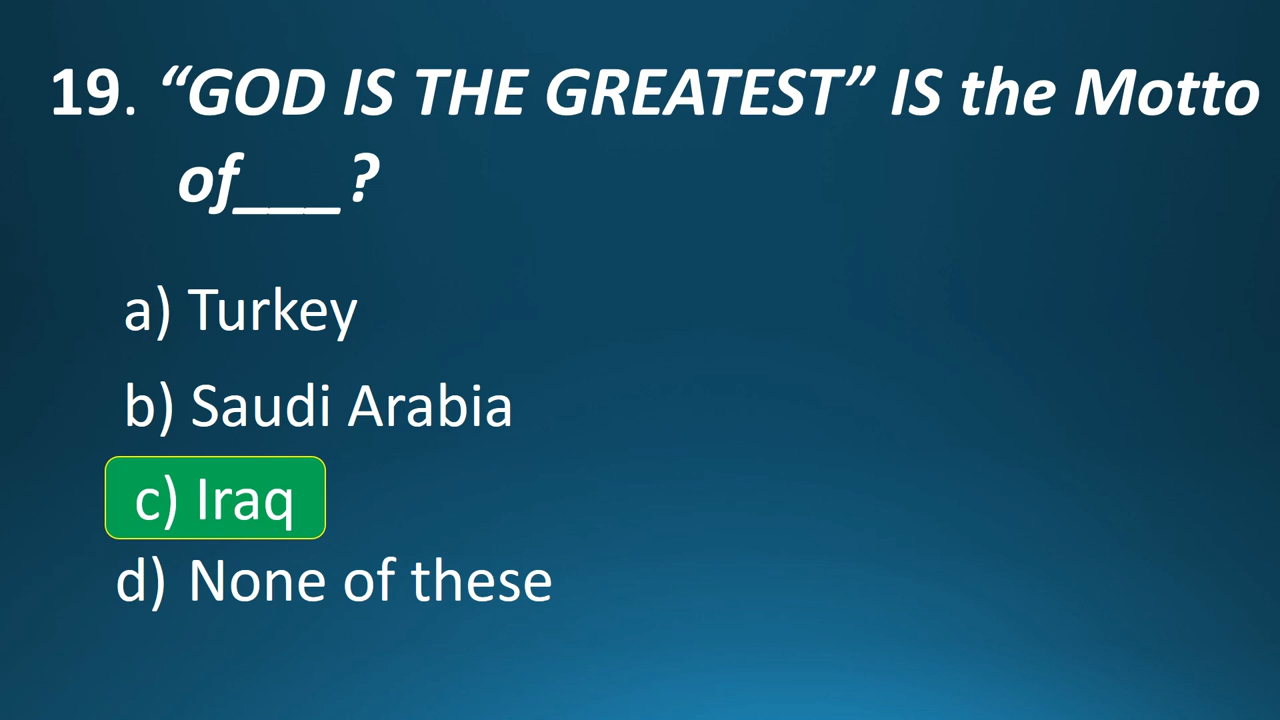 19. “GOD IS THE GREATEST” IS the Motto
of___?
a) Turkey
b) Saudi Arabia
c) Iraq
d) None of these